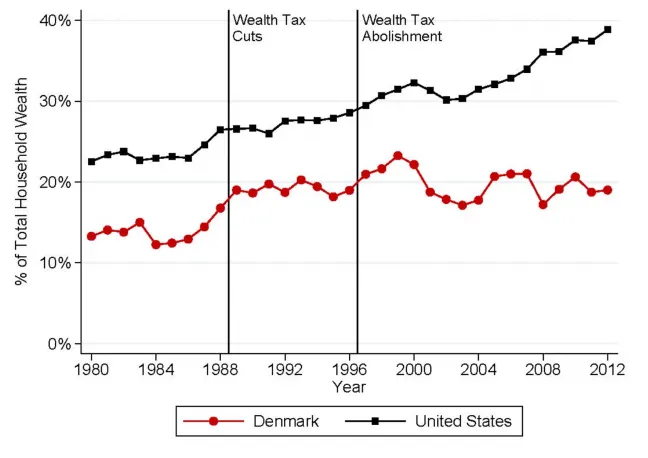 40%
30%
20%
10%
0%
% of Total Household Wealth
Wealth Tax
Cuts
Wealth Tax
Abolishment
1980 1984 1988 1992 1996 2000 2004 2008 2012
Year
Denmark United States